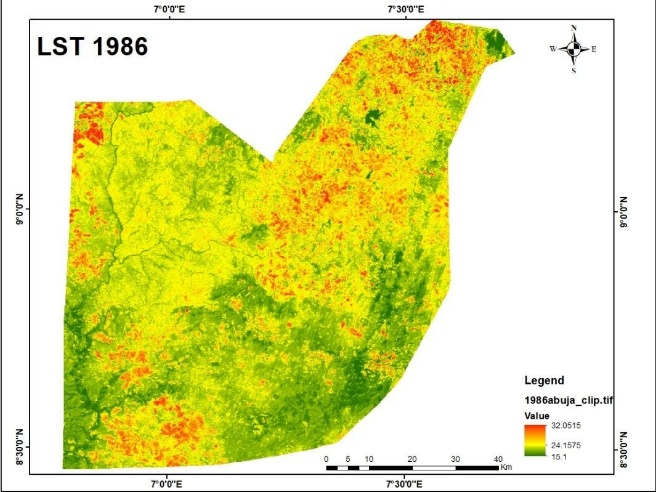 7°0'0"E 7°30'0"E
LST 1986
N
W E
S
9°0'0"N 9°0'0"N
Legend
1986abuja_clip.tif
Value
32.0515
24.1575
15.1
8°30'0"N 8°30'0"N
0 5 10 20 30 40
Km
7°0'0"E 7°30'0"E